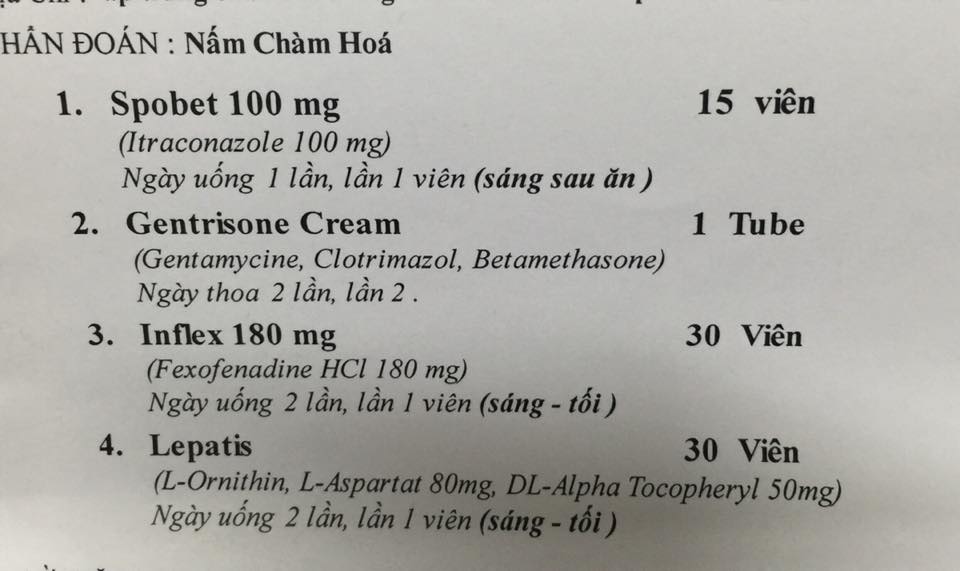 HẨN ĐOÁN : Nấm Chàm Hoá
1. Spobet 100 mg 15 viên
(Itraconazole 100 mg)
Ngày uống 1 lần, lần 1 viên (sáng sau ăn )
2. Gentrisone Cream 1 Tube
(Gentamycine, Clotrimazol, Betamethasone)
Ngày thoa 2 lần, lần 2 .
3. Inflex 180 mg 30 Viên
(Fexofenadine HCl 180 mg)
Ngày uống 2 lần, lần 1 viên (sáng - tối )
4. Lepatis 30 Viên
(L-Ornithin, L-Aspartat 80mg, DL-Alpha Tocopheryl 50mg)
Ngày uống 2 lần, lần 1 viên (sáng - tối )